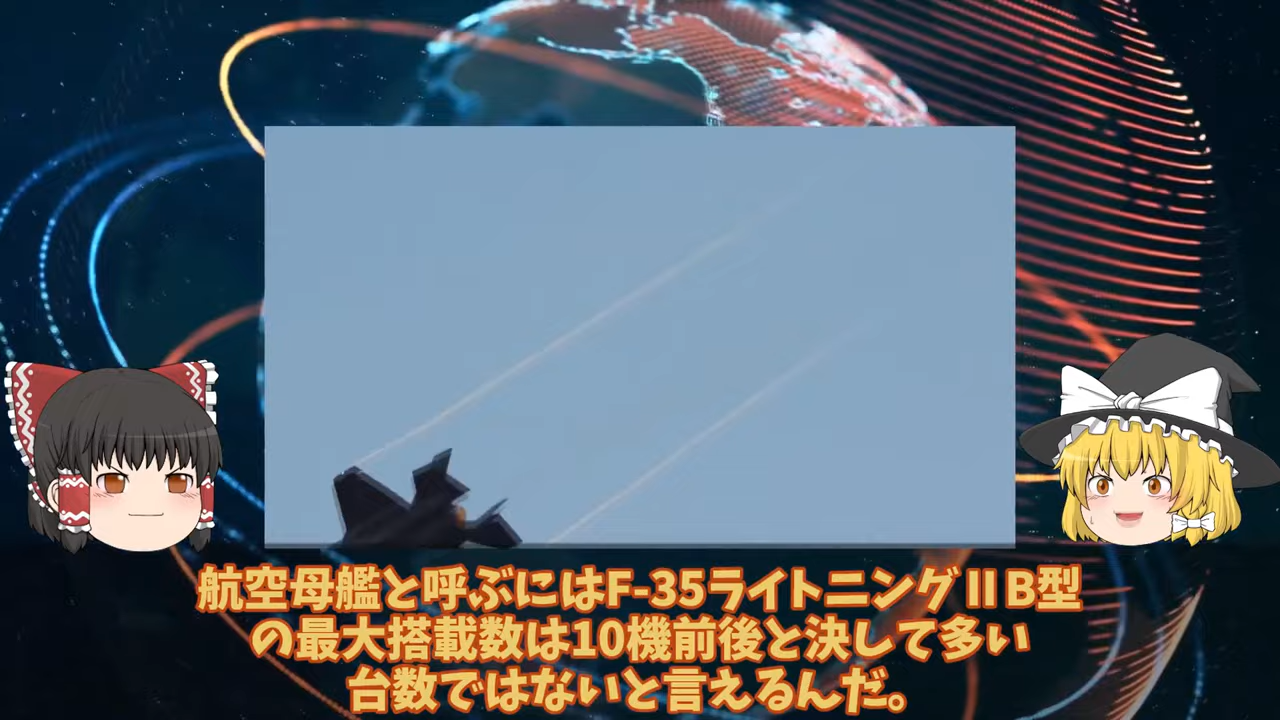 航空母艦と呼ぶにはF-35ライトニングⅡB型
の最大搭載数は10機前後と決して多い
台数ではないと言えるんだ。